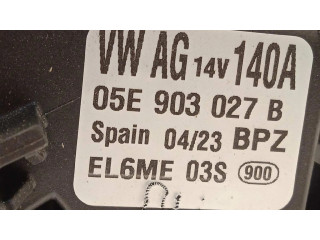 VW AG 14V 140A
05E 903 027 B
Spain 04/23 BPZ
EL6ME 03S 900